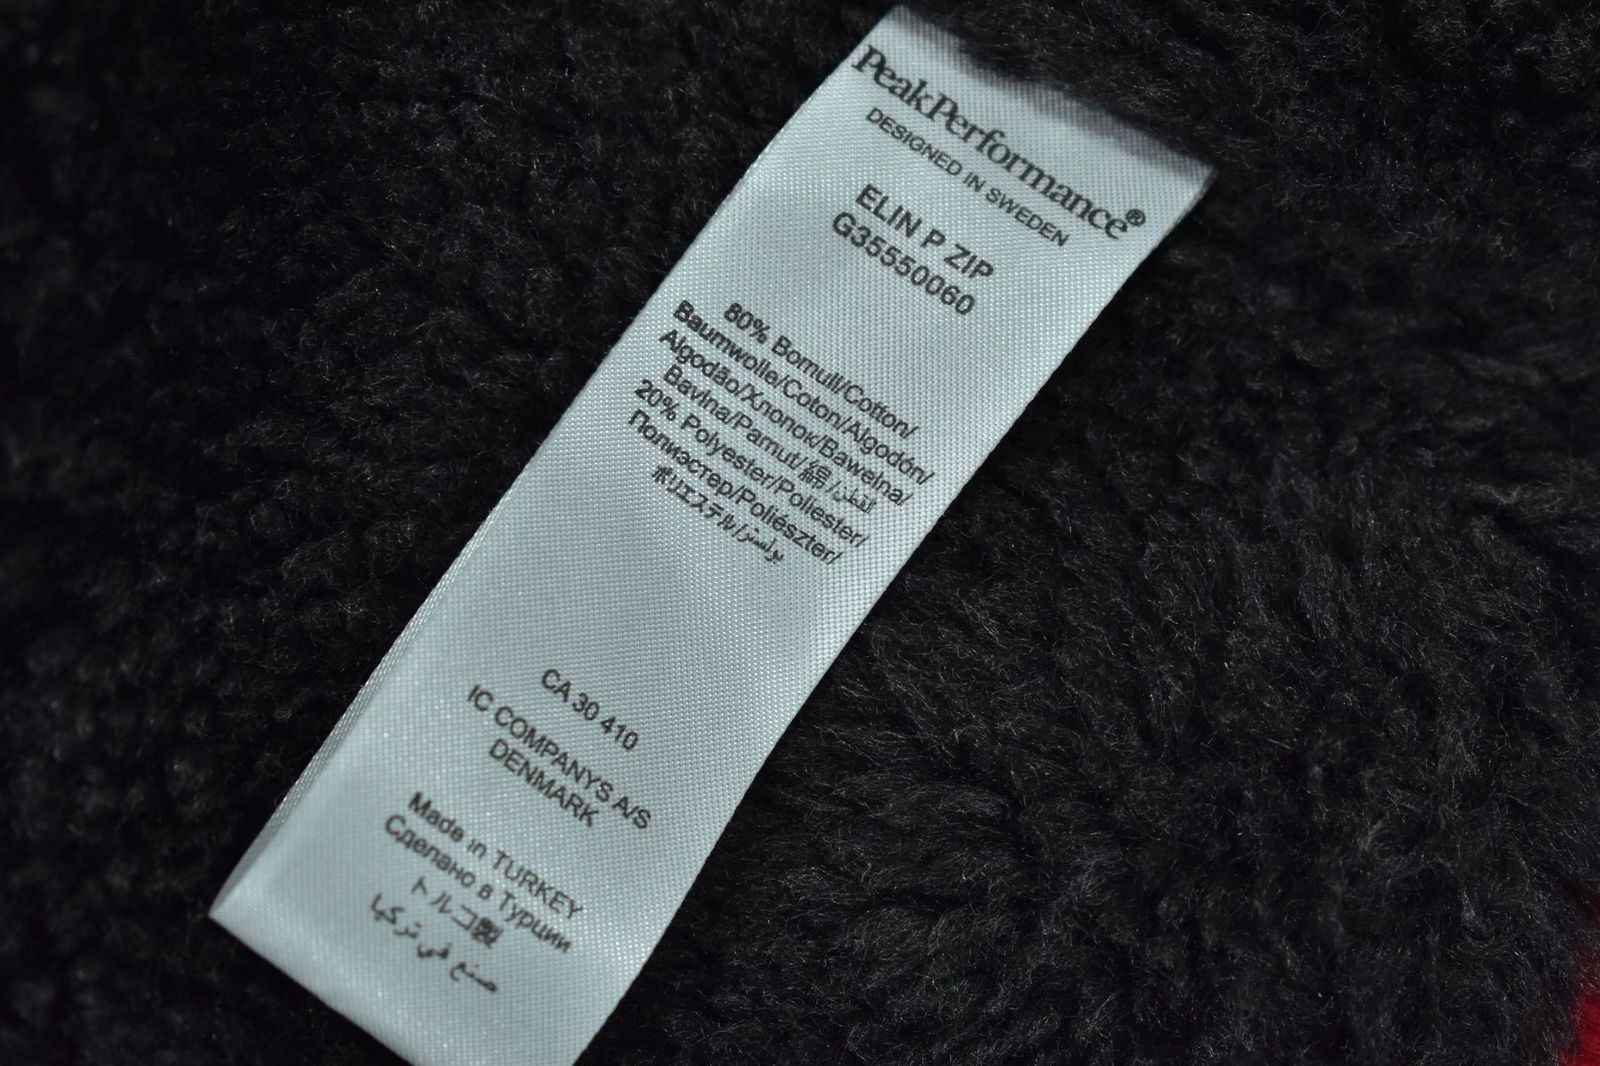 PeakPerformance®
DESIGNED IN SWEDEN
ELIN P ZIP
G35550060
80% Bomull/Cotton/
Baumwolle/Coton/Algodón/
Algodão/Хлопок/Bawełna/
Bavlna/Pamut/綿/القطن/
20% Polyester/Poliester/
Полиэстер/Poliészter/
ポリエステル/بوليستر
CA 30 410
IC COMPANYS A/S
DENMARK
Made in TURKEY
Сделано в Турции
トルコ製
صنع في تركيا